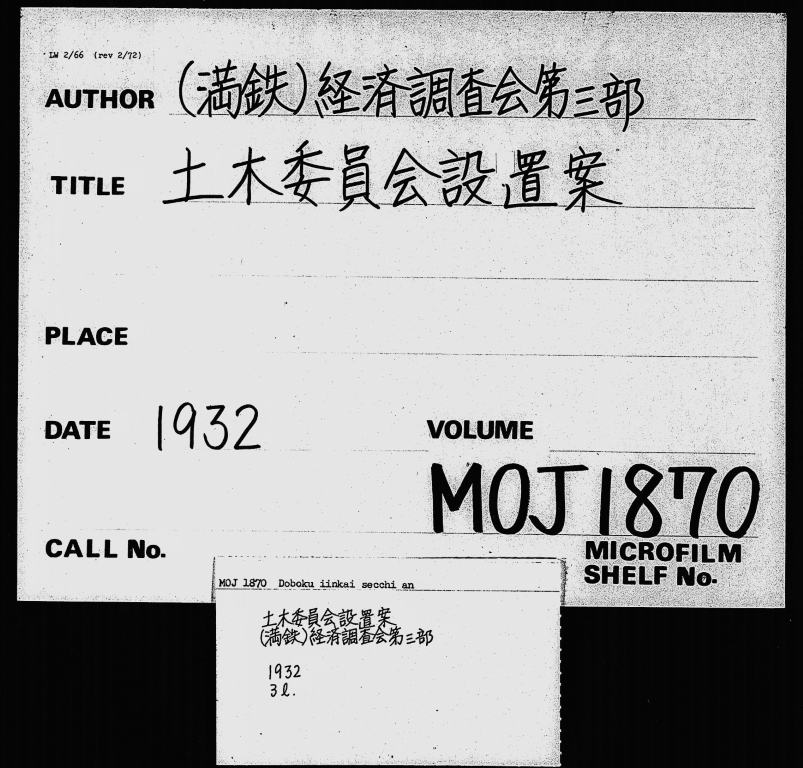 LW 2/66 (rev 2/72)
AUTHOR (満鉄)経済調査会第三部
TITLE 土木委員会設置案
PLACE
DATE 1932 VOLUME
MOJ 1870
CALL No. MICROFILM
SHELF No.
MOJ 1870 Doboku iinkai secchi an
土木委員会設置案
(満鉄)経済調査会第三部
1932
3ℓ.